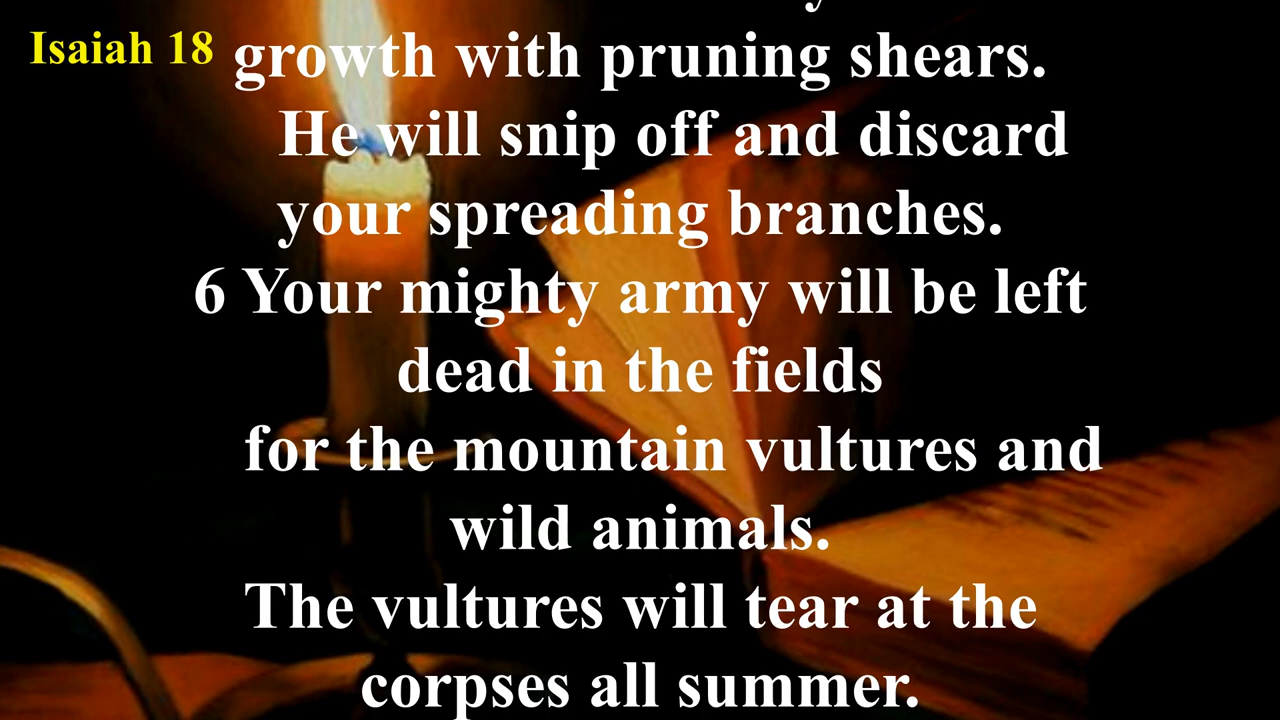 Isaiah 18
growth with pruning shears.
He will snip off and discard
your spreading branches.
6 Your mighty army will be left
dead in the fields
for the mountain vultures and
wild animals.
The vultures will tear at the
corpses all summer.